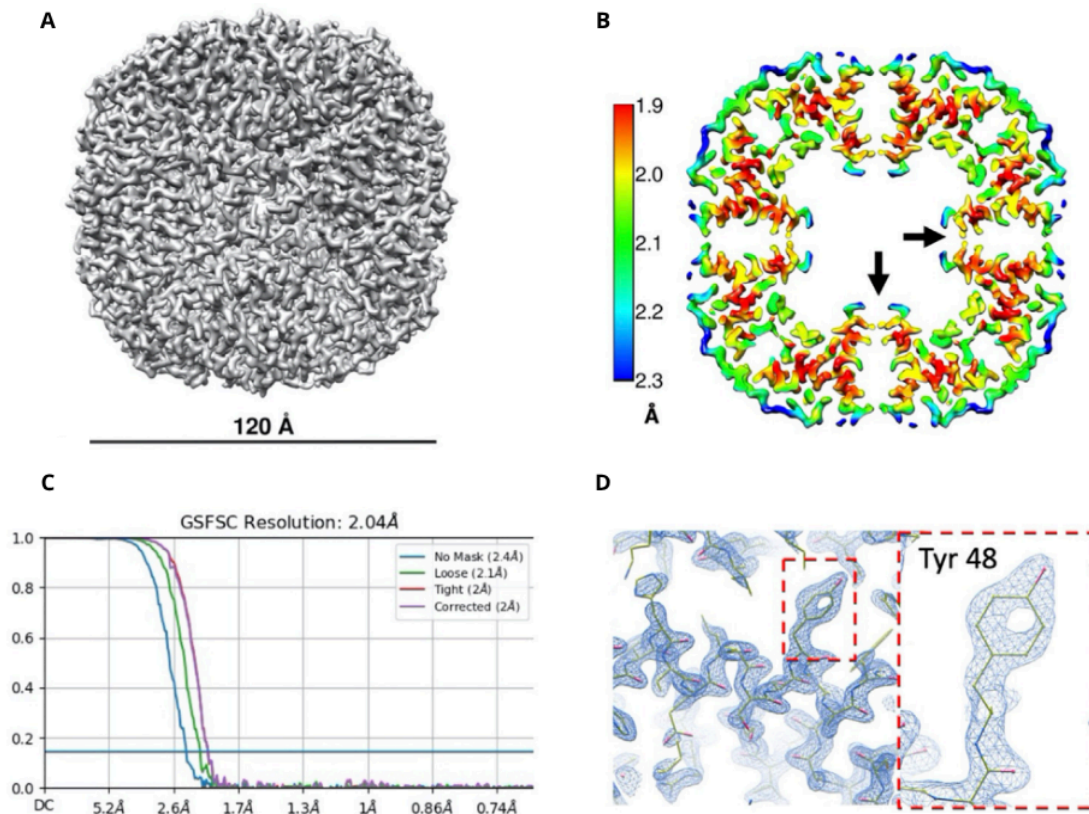 A
120 Å
B
1.9
2.0
2.1
2.2
2.3
Å
C
GSFSC Resolution: 2.04Å
1.0
0.8
0.6
0.4
0.2
0.0
No Mask (2.4Å)
Loose (2.1Å)
Tight (2Å)
Corrected (2Å)
DC
5.2Å
2.6Å
1.7Å
1.3Å
1Å
0.86Å
0.74Å
D
Tyr 48